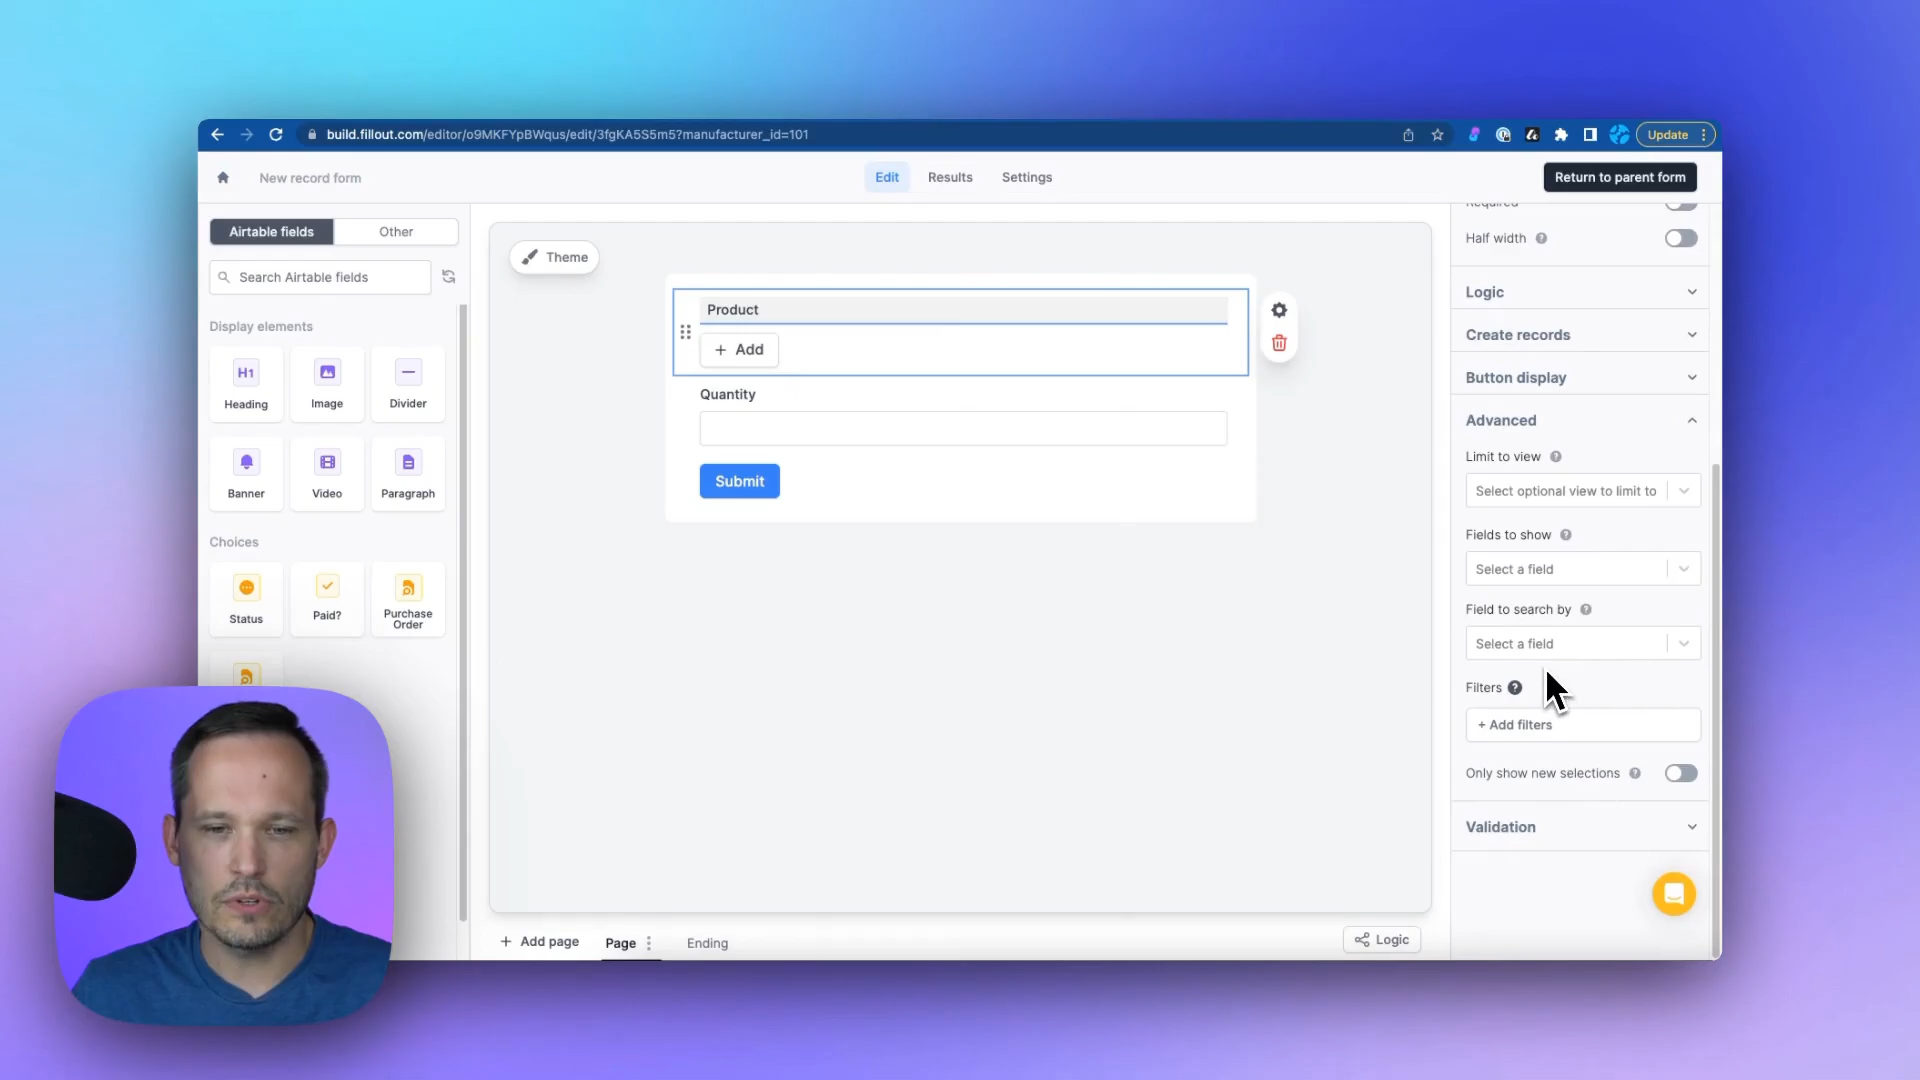 build.fillout.com/editor/o9MKFYpBWqus/edit/3fgKA5S5m5?manufacturer_id=101
Update
New record form
Edit
Results
Settings
Return to parent form
Airtable fields
Other
Search Airtable fields
Display elements
H1
Heading
Image
Divider
Banner
Video
Paragraph
Choices
Status
Paid?
Purchase
Order
Theme
Product
+ Add
Quantity
Submit
+ Add page
Page
Ending
Logic
Required
Half width
Logic
Create records
Button display
Advanced
Limit to view
Select optional view to limit to
Fields to show
Select a field
Field to search by
Select a field
Filters
+ Add filters
Only show new selections
Validation